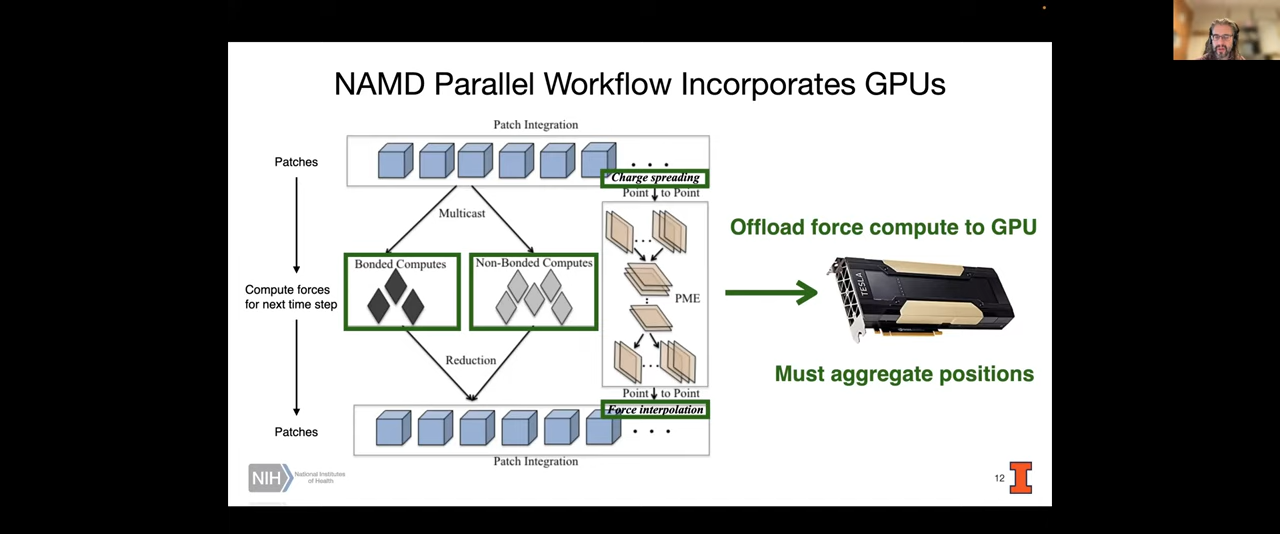 NAMD Parallel Workflow Incorporates GPUs
Patch Integration
Patches
Charge spreading
Point to Point
Multicast
Offload force compute to GPU
Bonded Computes
Non-Bonded Computes
TESLA
Compute forces
for next time step
PME
Reduction
Must aggregate positions
Point to Point
Force interpolation
Patches
Patch Integration
NIH
National Institutes
of Health
12